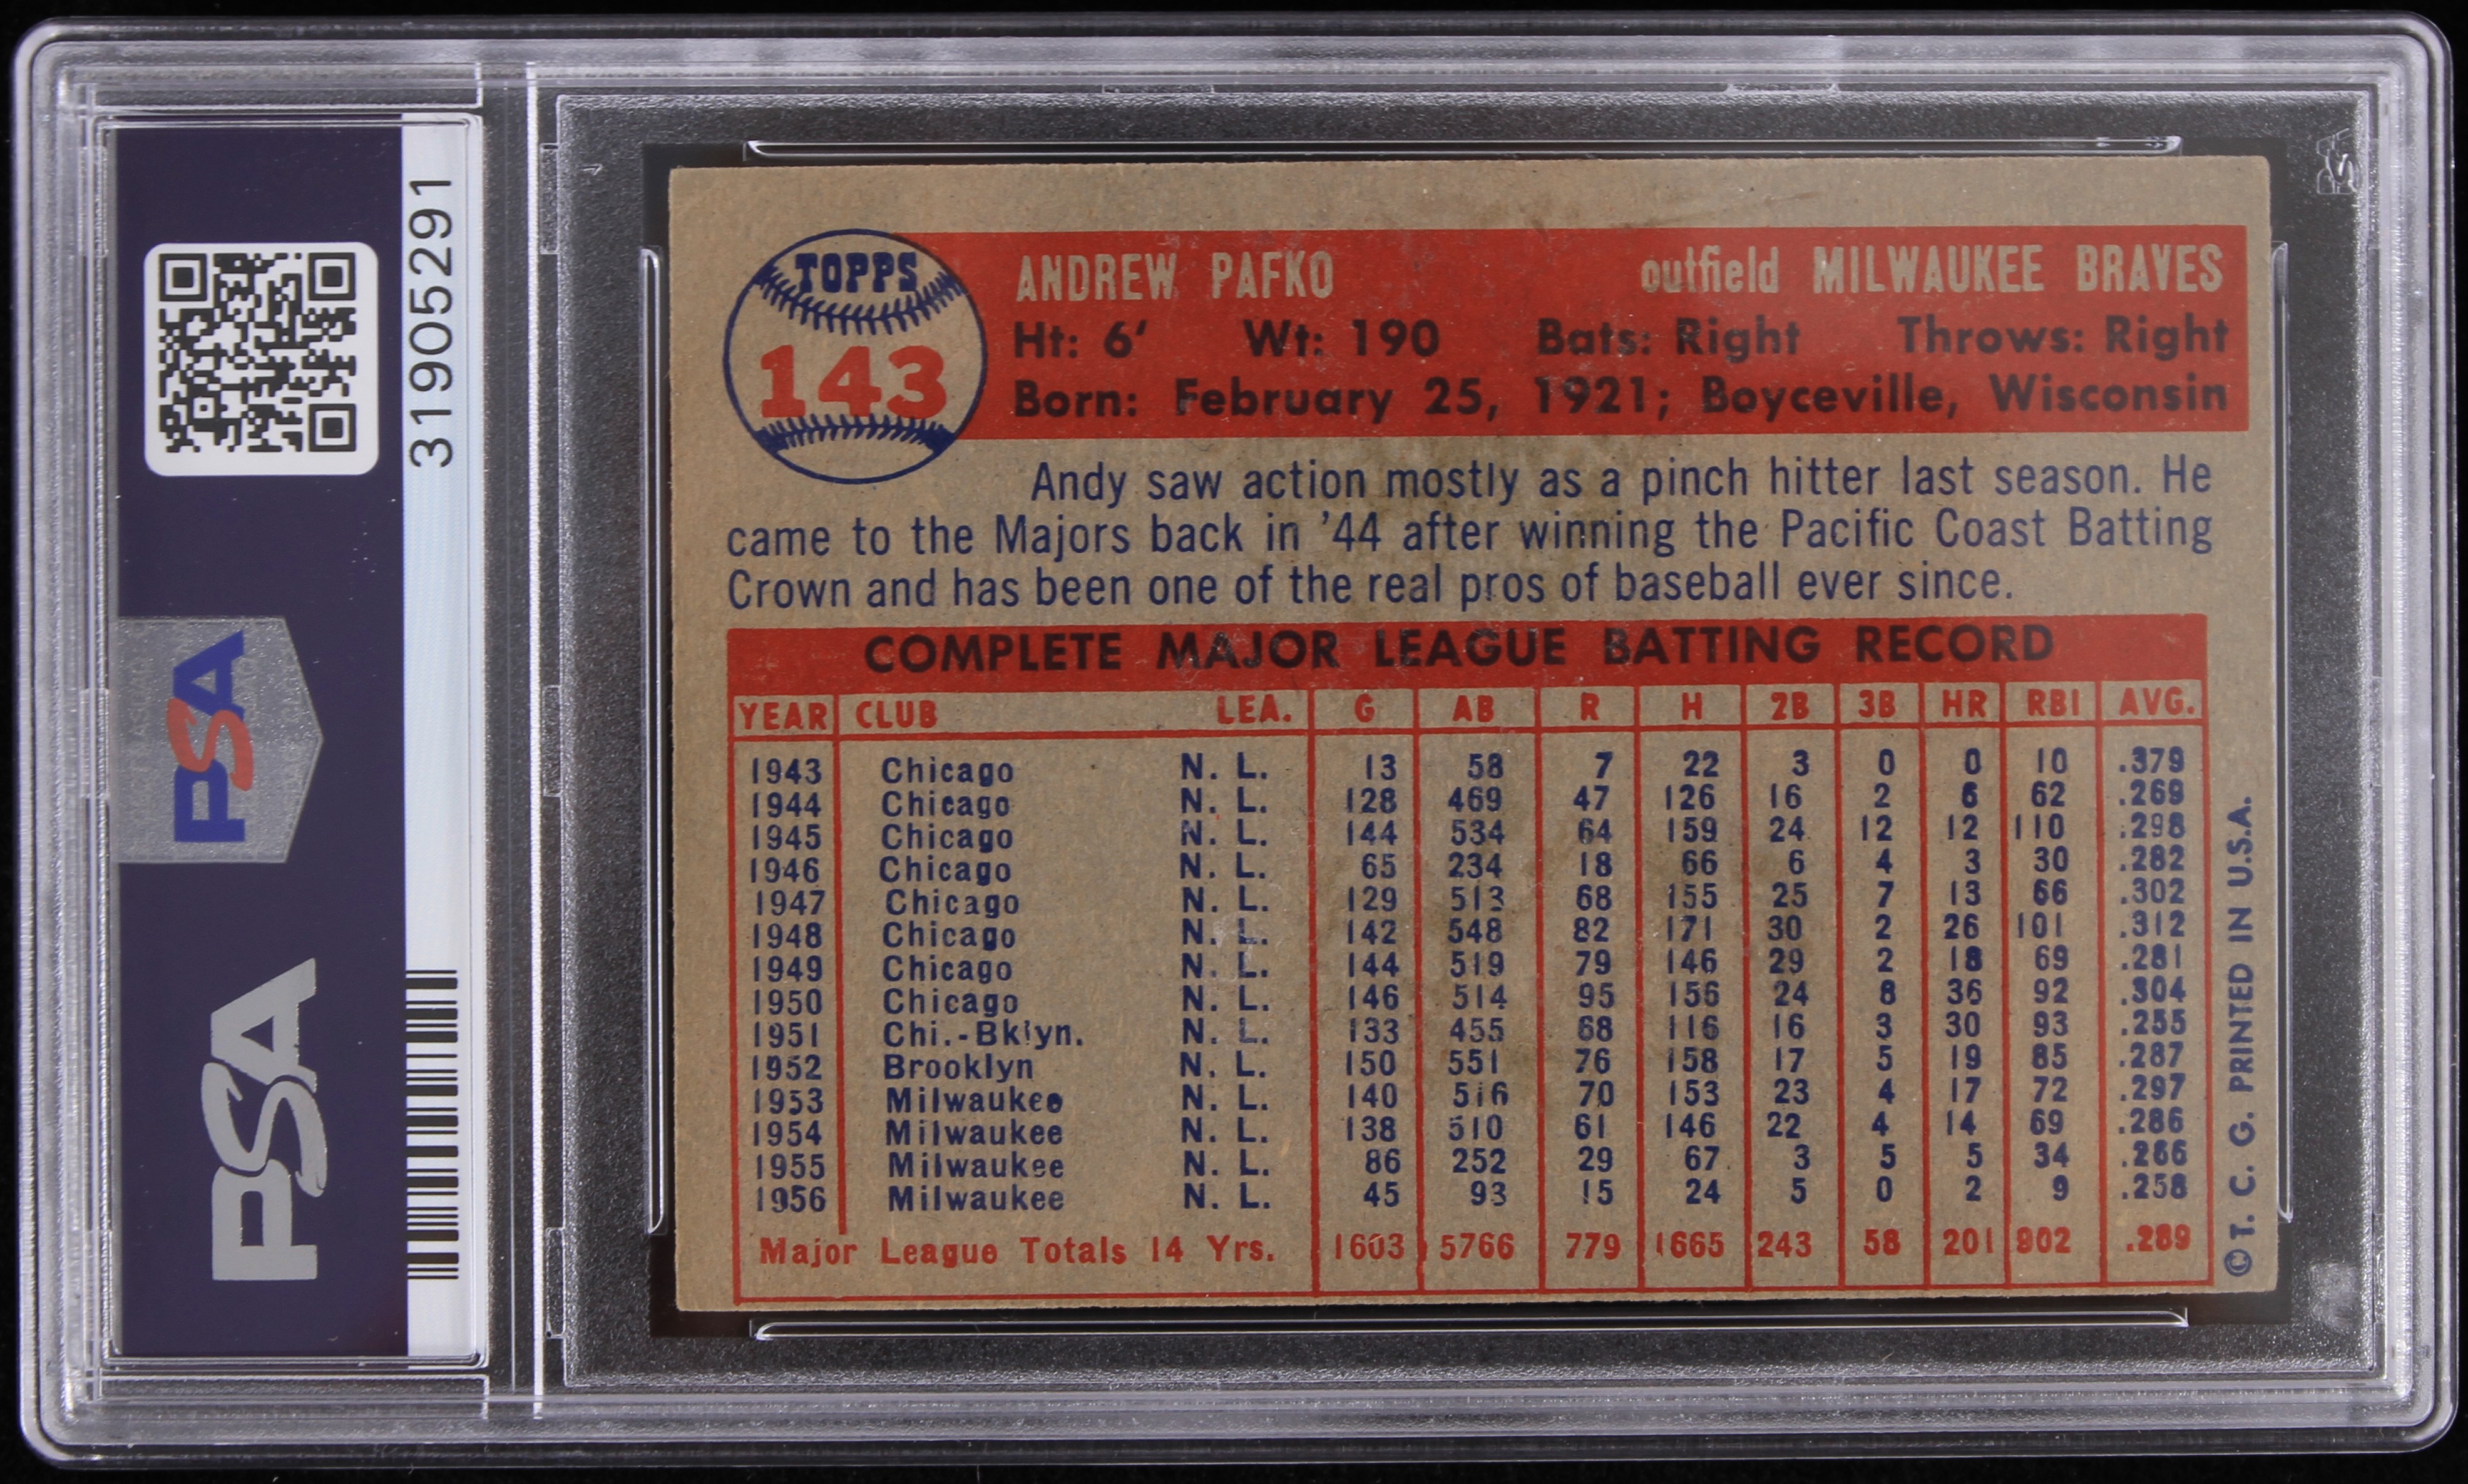 31905291
PSA
PSA
TOPPS
143
ANDREW PAFKO outfield MILWAUKEE BRAVES
Ht: 6' Wt: 190 Bats: Right Throws: Right
Born: February 25, 1921; Boyceville, Wisconsin
Andy saw action mostly as a pinch hitter last season. He
came to the Majors back in '44 after winning the Pacific Coast Batting
Crown and has been one of the real pros of baseball ever since.
COMPLETE MAJOR LEAGUE BATTING RECORD
YEAR CLUB LEA. G AB R H 2B 3B HR RBI AVG.
1943 Chicago N. L. 13 58 7 22 3 0 0 10 .379
1944 Chicago N. L. 128 469 47 126 16 2 6 62 .269
1945 Chicago N. L. 144 534 64 159 24 12 12 110 .298
1946 Chicago N. L. 65 234 18 66 6 4 3 30 .282
1947 Chicago N. L. 129 513 68 155 25 7 13 66 .302
1948 Chicago N. L. 142 548 82 171 30 2 26 101 .312
1949 Chicago N. L. 144 519 79 146 29 2 18 69 .281
1950 Chicago N. L. 146 514 95 156 24 8 36 92 .304
1951 Chi.-Bklyn. N. L. 133 455 68 116 16 3 30 93 .255
1952 Brooklyn N. L. 150 551 76 158 17 5 19 85 .287
1953 Milwaukee N. L. 140 516 70 153 23 4 17 72 .297
1954 Milwaukee N. L. 138 510 61 146 22 4 14 69 .286
1955 Milwaukee N. L. 86 252 29 67 3 5 5 34 .266
1956 Milwaukee N. L. 45 93 15 24 5 0 2 9 .258
Major League Totals 14 Yrs. 1603 5766 779 1665 243 58 201 902 .289
© T. C. G. PRINTED IN U.S.A.